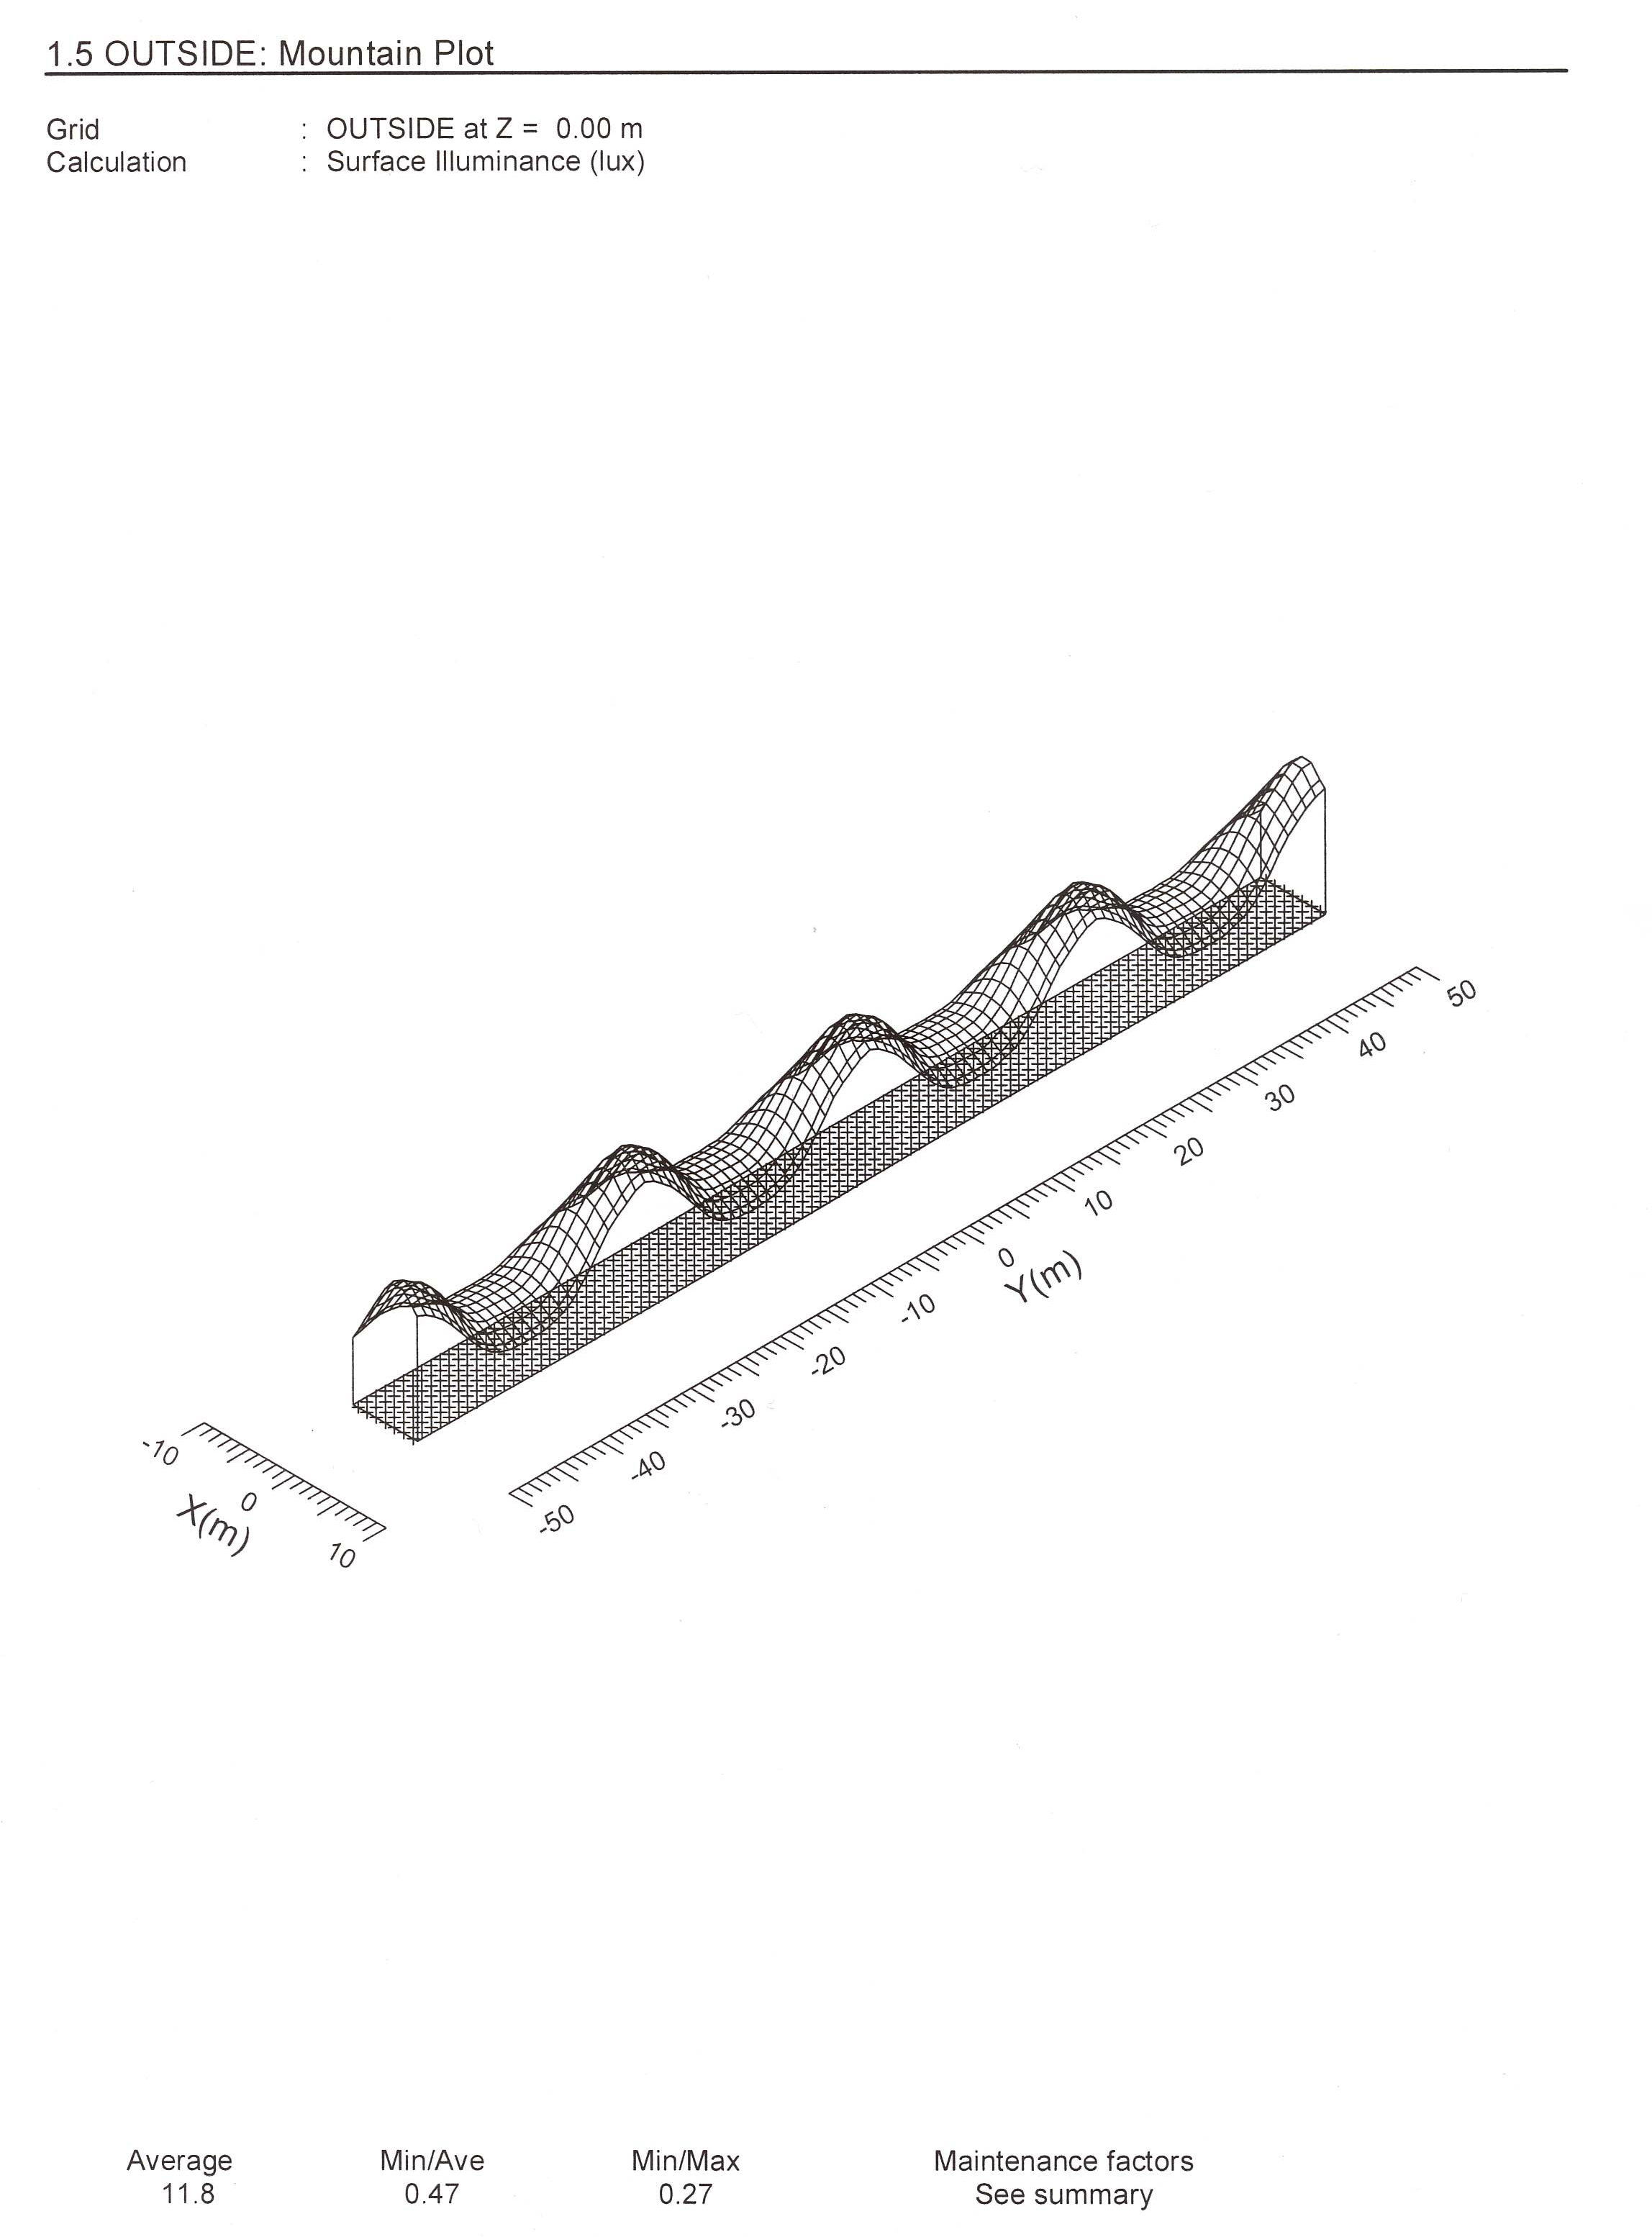 1.5 OUTSIDE: Mountain Plot
Grid : OUTSIDE at Z = 0.00 m
Calculation : Surface Illuminance (lux)
50
40
30
20
10
0
Y(m)
-10
-20
-30
-40
-50
-10
0
X(m)
10
Average Min/Ave Min/Max Maintenance factors
11.8 0.47 0.27 See summary